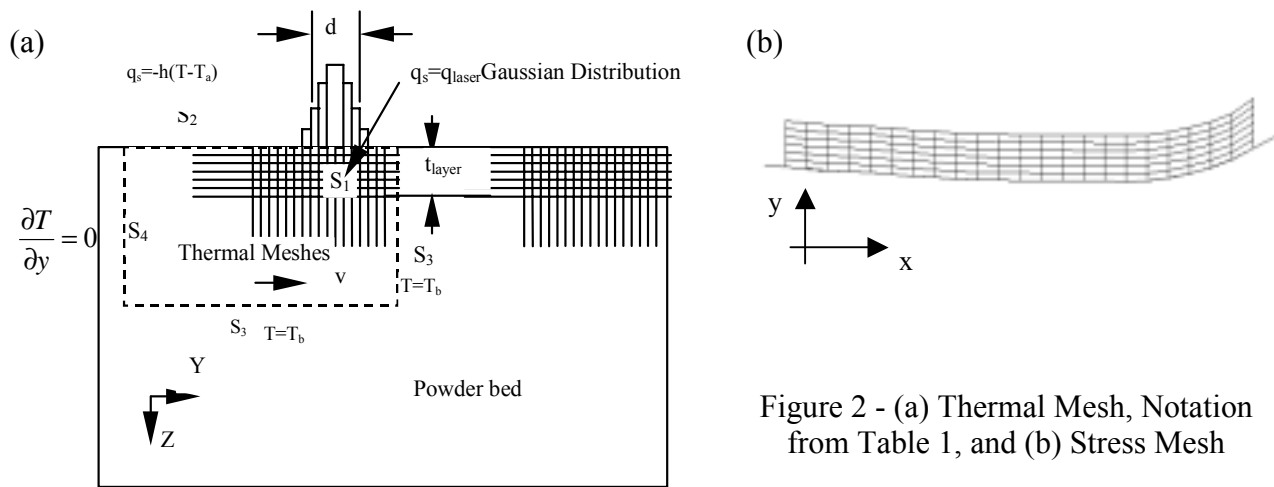 (a)
d
qs=-h(T-Ta)
qs=qlaserGaussian Distribution
S2
tlayer
S1
∂T/∂y = 0
S4
Thermal Meshes
S3
v
T=Tb
S3
T=Tb
Y
Powder bed
Z
(b)
y
x
Figure 2 - (a) Thermal Mesh, Notation
from Table 1, and (b) Stress Mesh